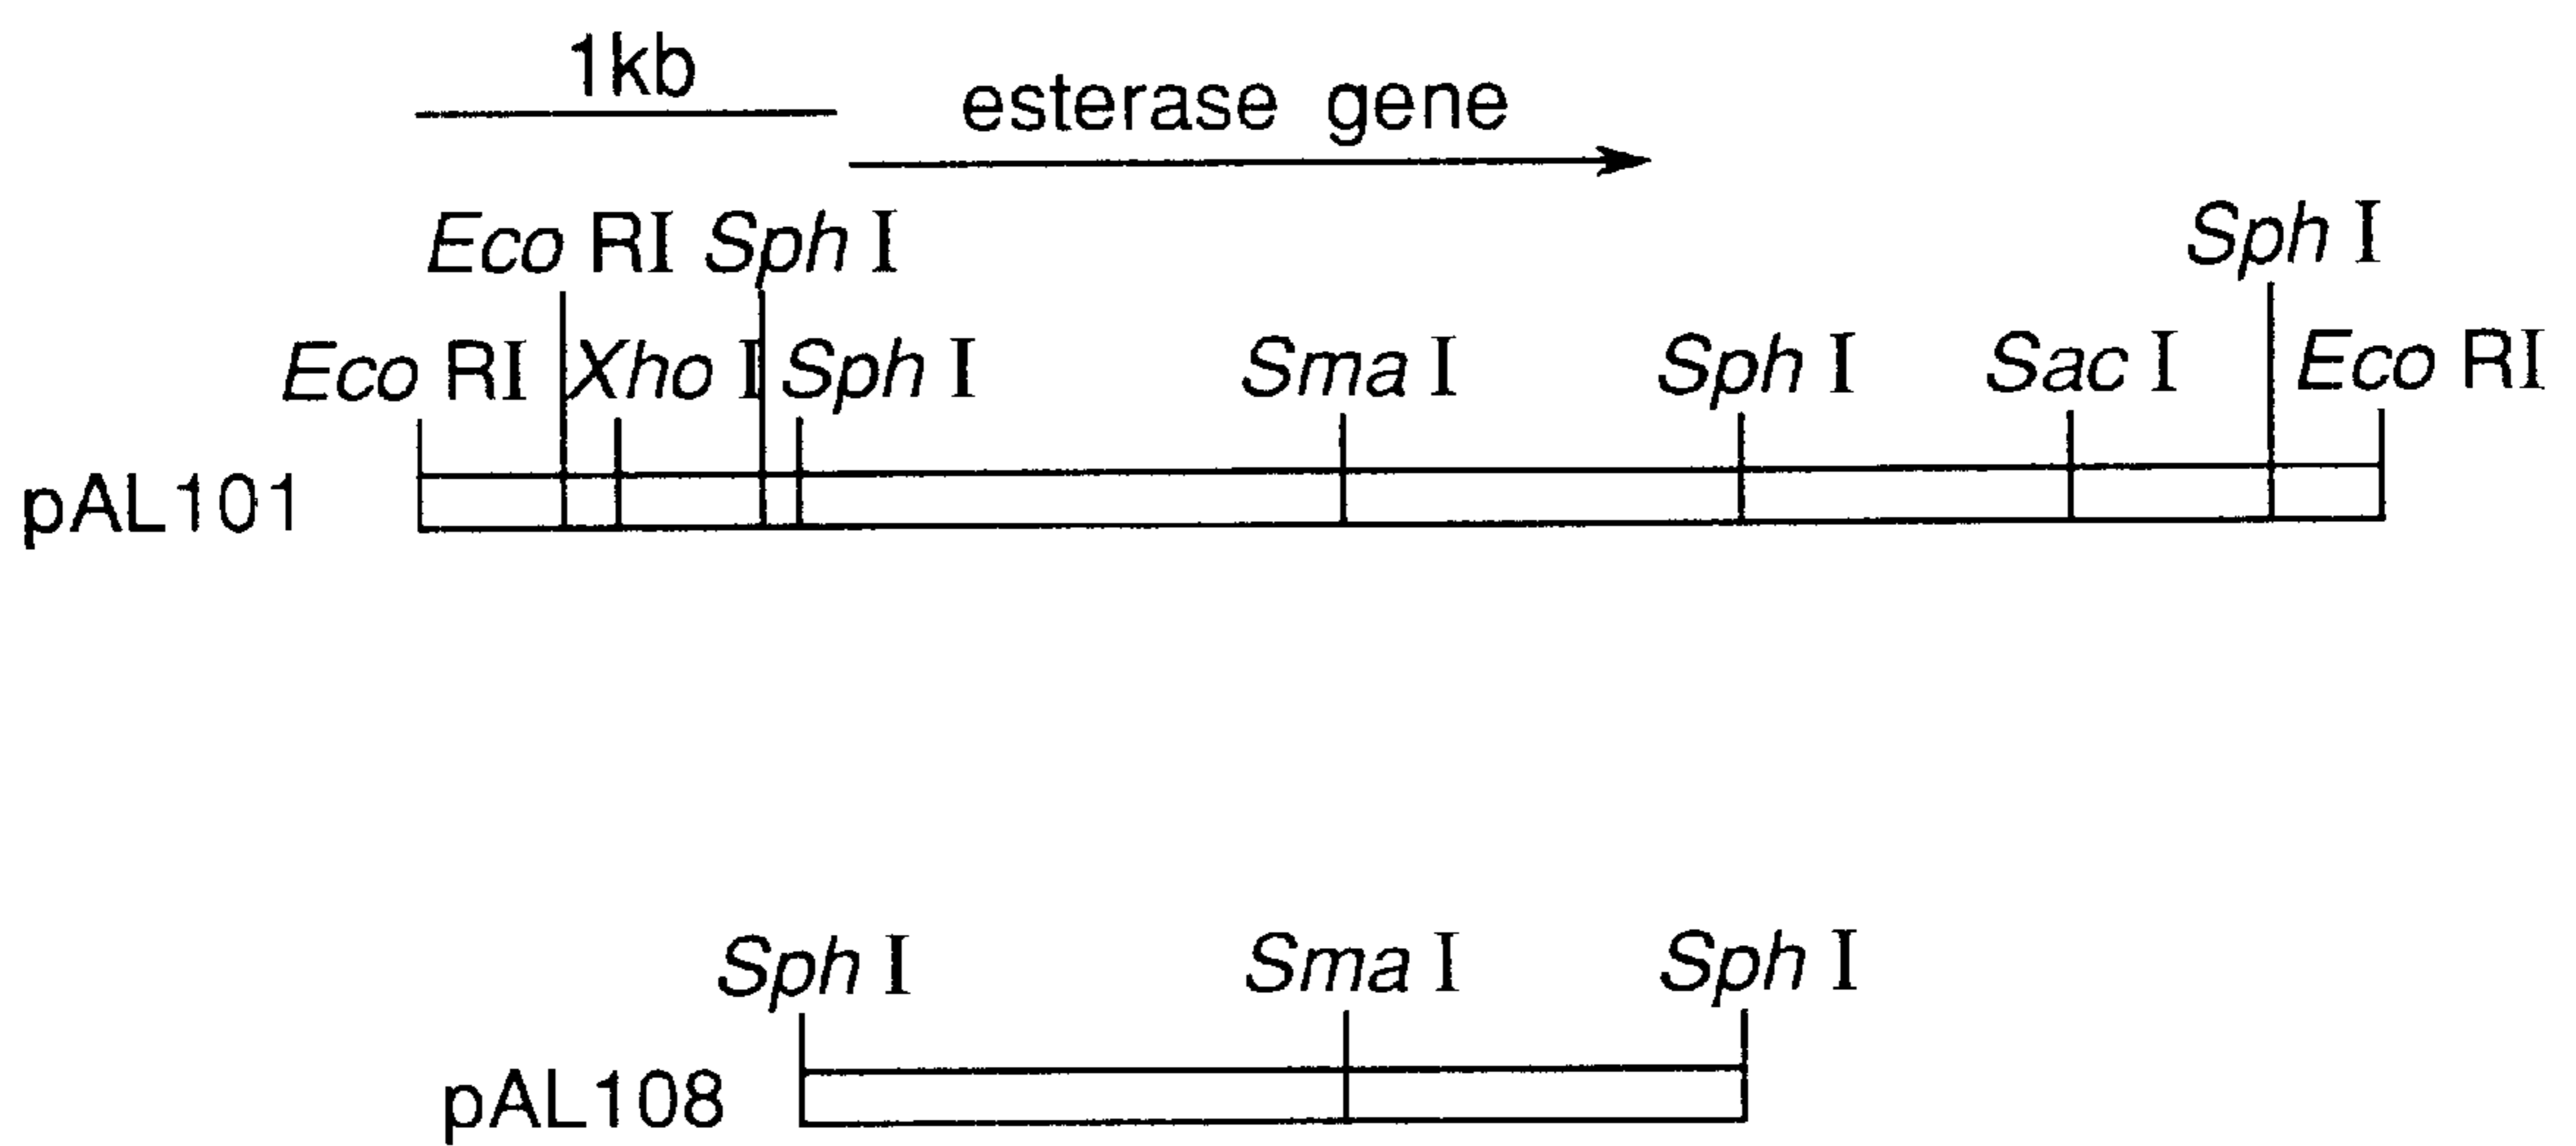 1kb
esterase gene
Eco RI Sph I Sph I
Eco RI Xho I Sph I Sma I Sph I Sac I Eco RI
pAL101
Sph I Sma I Sph I
pAL108